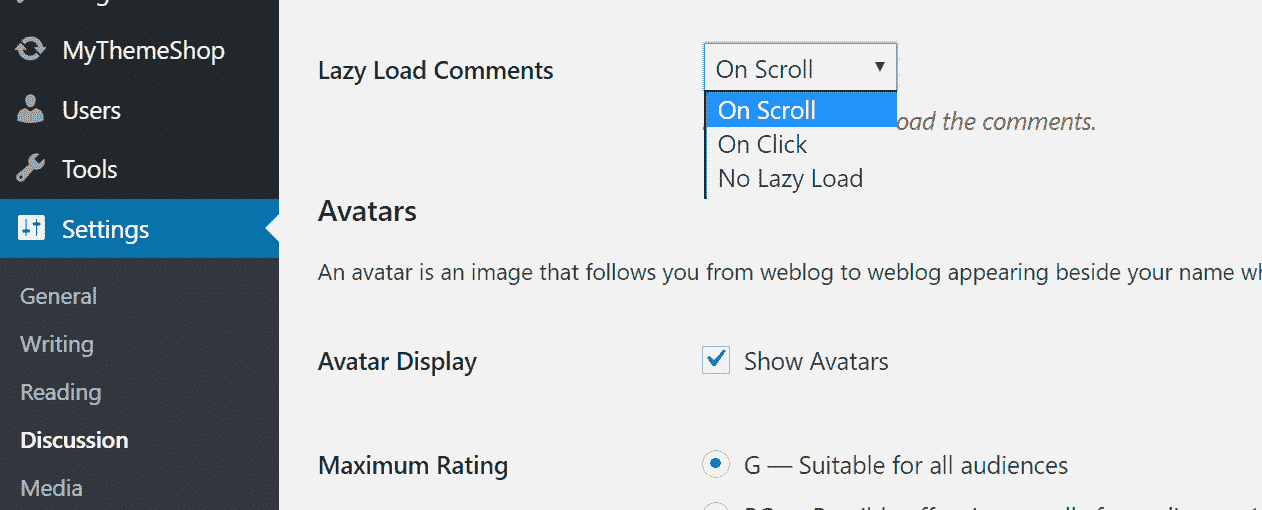 MyThemeShop
Users
Tools
Settings
General
Writing
Reading
Discussion
Media
Lazy Load Comments
On Scroll
On Scroll
On Click
No Lazy Load
the comments.
Avatars
An avatar is an image that follows you from weblog to weblog appearing beside your name
Avatar Display
Show Avatars
Maximum Rating
G — Suitable for all audiences